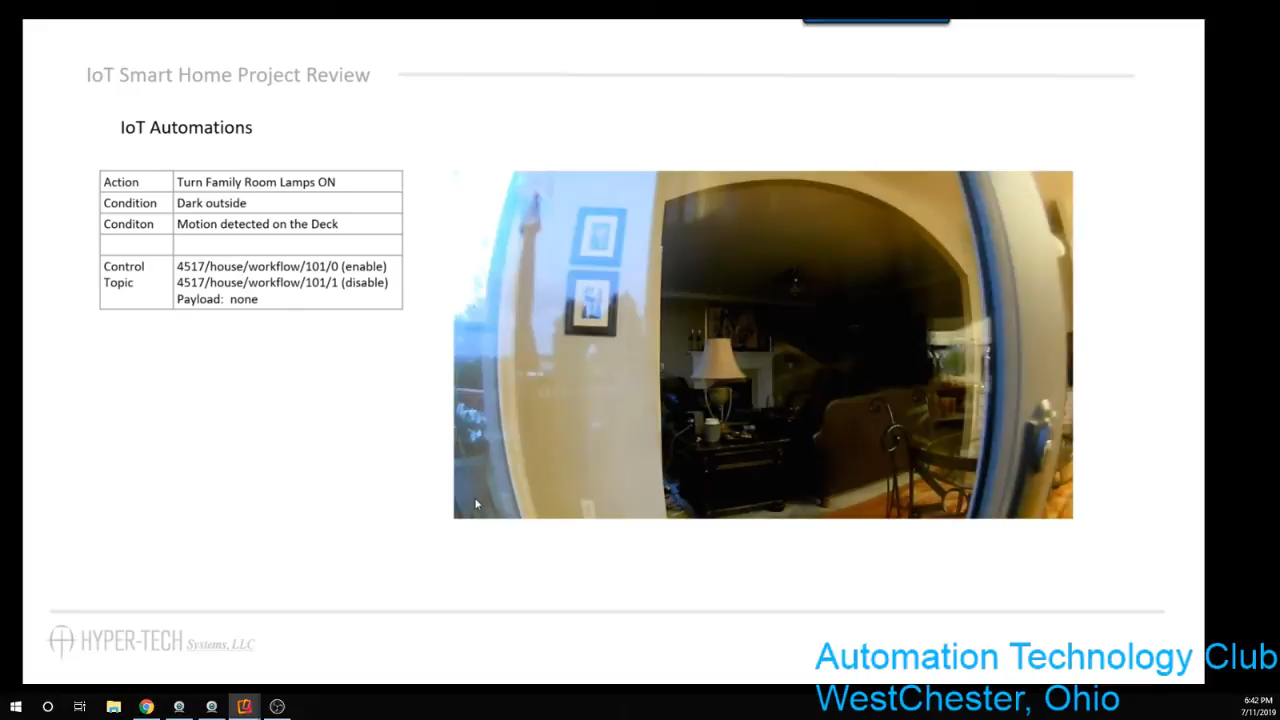 IoT Smart Home Project Review
IoT Automations
Action Turn Family Room Lamps ON
Condition Dark outside
Conditon Motion detected on the Deck
Control Topic 4517/house/workflow/101/0 (enable)
4517/house/workflow/101/1 (disable)
Payload: none
HYPER-TECH Systems, LLC
Automation Technology Club
WestChester, Ohio
6:42 PM
7/11/2019